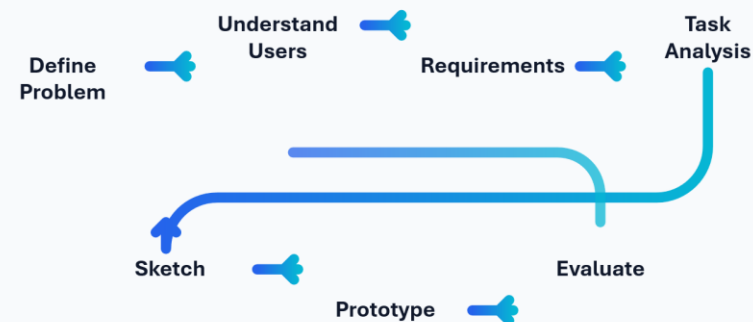 Define
Problem
Understand
Users
Requirements
Task
Analysis
Sketch
Prototype
Evaluate